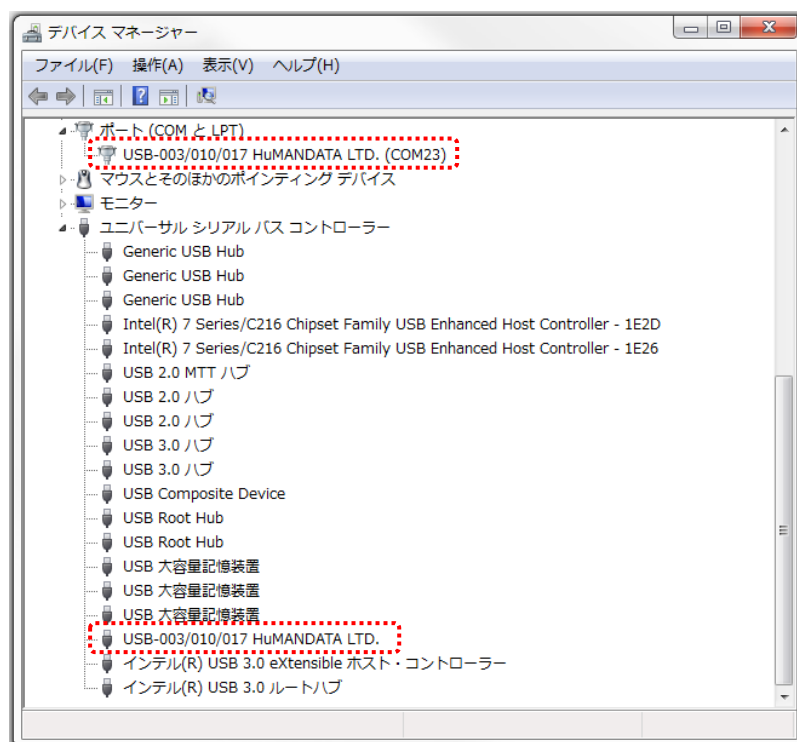 デバイス マネージャー
ファイル(F) 操作(A) 表示(V) ヘルプ(H)
ポート (COM と LPT)
USB-003/010/017 HuMANDATA LTD. (COM23)
マウスとそのほかのポインティング デバイス
モニター
ユニバーサル シリアル バス コントローラー
Generic USB Hub
Generic USB Hub
Generic USB Hub
Intel(R) 7 Series/C216 Chipset Family USB Enhanced Host Controller - 1E2D
Intel(R) 7 Series/C216 Chipset Family USB Enhanced Host Controller - 1E26
USB 2.0 MTT ハブ
USB 2.0 ハブ
USB 2.0 ハブ
USB 3.0 ハブ
USB 3.0 ハブ
USB Composite Device
USB Root Hub
USB Root Hub
USB 大容量記憶装置
USB 大容量記憶装置
USB 大容量記憶装置
USB-003/010/017 HuMANDATA LTD.
インテル(R) USB 3.0 eXtensible ホスト・コントローラー
インテル(R) USB 3.0 ルートハブ